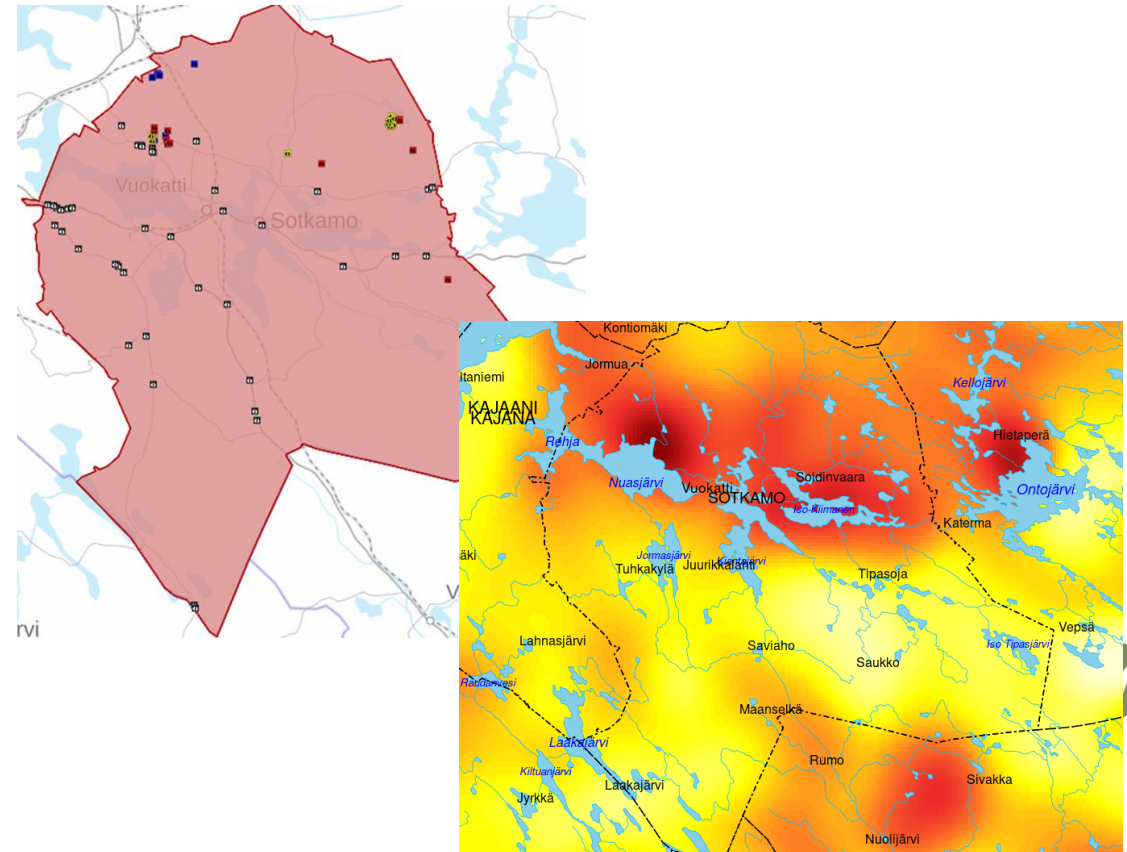 Vuokatti
Sotkamo
V
rvi
Kontiomäki
Jormua
ltaniemi
KAJAANI
KAJANA
Rehja
Kellojärvi
Hietaperä
Nuasjärvi
Vuokatti
SOTKAMO
Soidinvaara
Iso-Kiimanen
Ontojärvi
Katerma
äki
Jormasjärvi
Tuhkakylä
Juurikkalahti
Kiantajärvi
Tipasoja
Lahnasjärvi
Saviaho
Saukko
Iso Tipasjärvi
Vepsä
Raudanvesi
Maanselkä
Laakajärvi
Kiltuanjärvi
Jyrkkä
Laakajärvi
Rumo
Sivakka
Nuolijärvi